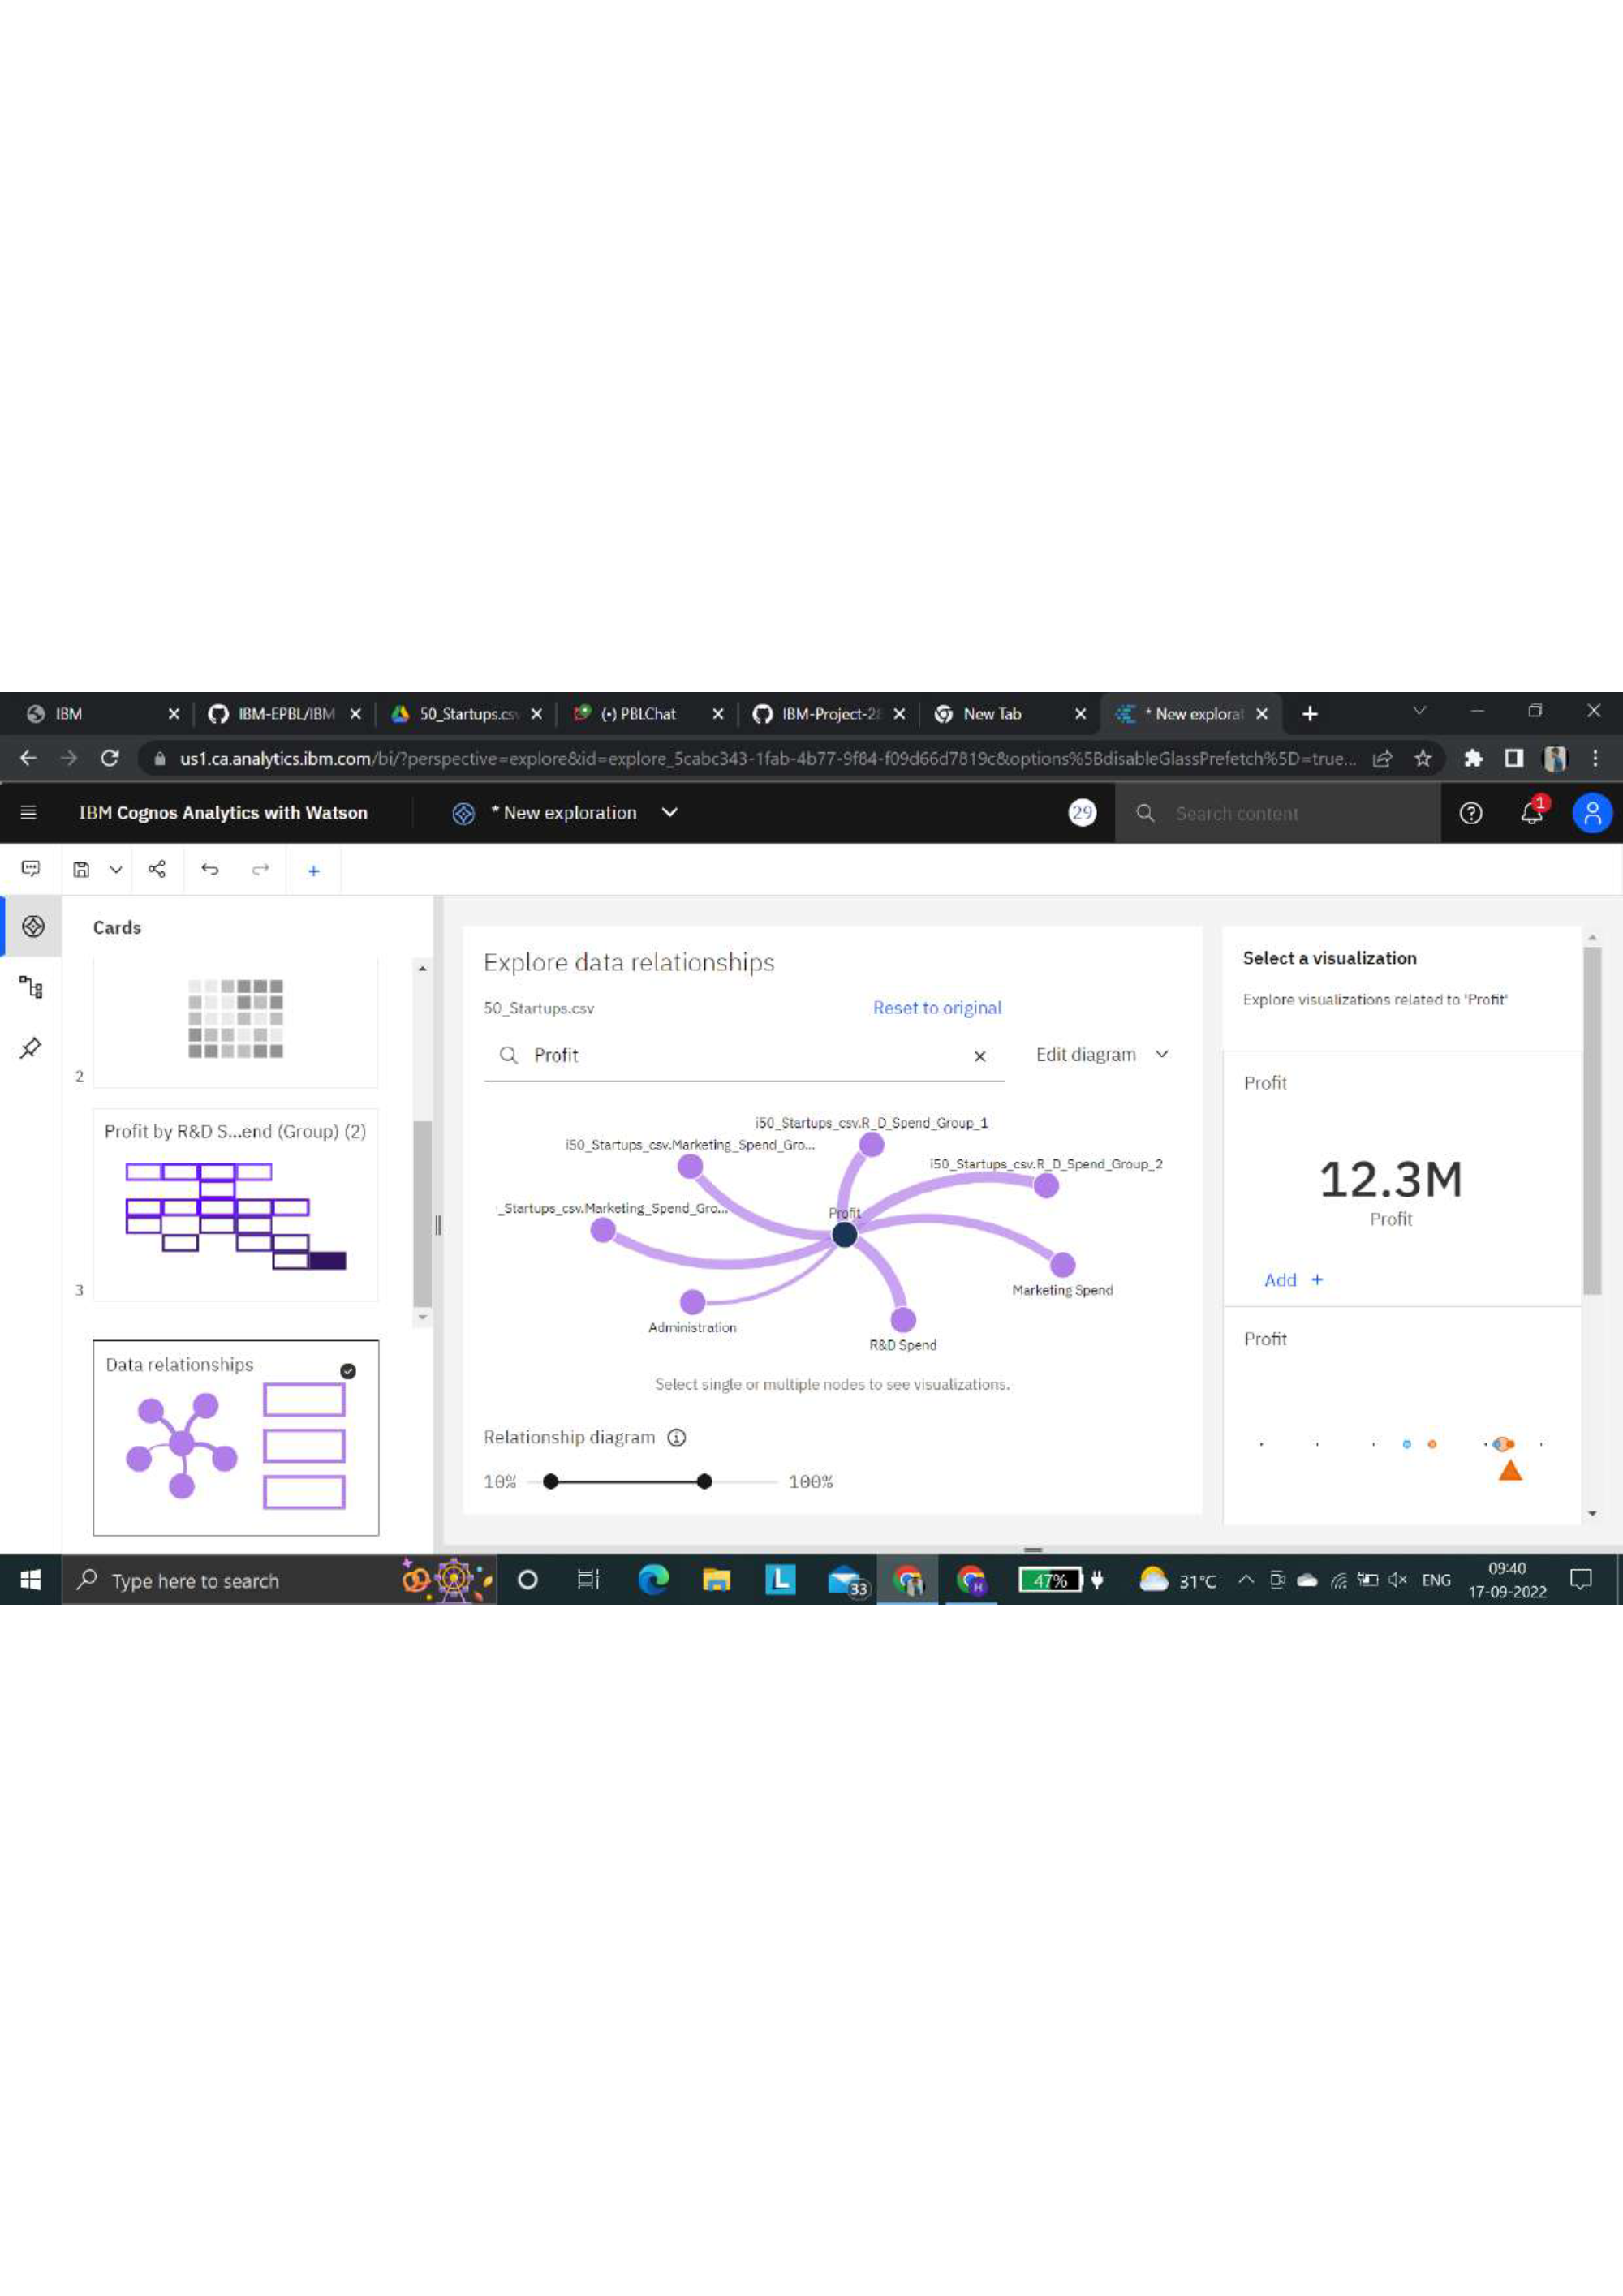 IBM
IBM-EPBL/IBM
50_Startups.cs
(·) PBLChat
IBM-Project-28
New Tab
* New explorat
us1.ca.analytics.ibm.com/bi/?perspective=explore&id=explore_5cabc343-1fab-4b77-9f84-f09d66d7819c&options%5BdisableGlassPrefetch%5D=true...
IBM Cognos Analytics with Watson
* New exploration
29
Search content
1
Cards
2
Profit by R&D S...end (Group) (2)
3
Data relationships
Explore data relationships
50_Startups.csv
Reset to original
Profit
Edit diagram
i50_Startups_csv.R_D_Spend_Group_1
i50_Startups_csv.Marketing_Spend_Gro...
i50_Startups_csv.R_D_Spend_Group_2
_Startups_csv.Marketing_Spend_Gro...
Profit
Marketing Spend
Administration
R&D Spend
Select single or multiple nodes to see visualizations.
Relationship diagram
10%
100%
Select a visualization
Explore visualizations related to 'Profit'
Profit
12.3M
Profit
Add +
Profit
Type here to search
L
33
H
47%
31°C
ENG
09:40
17-09-2022